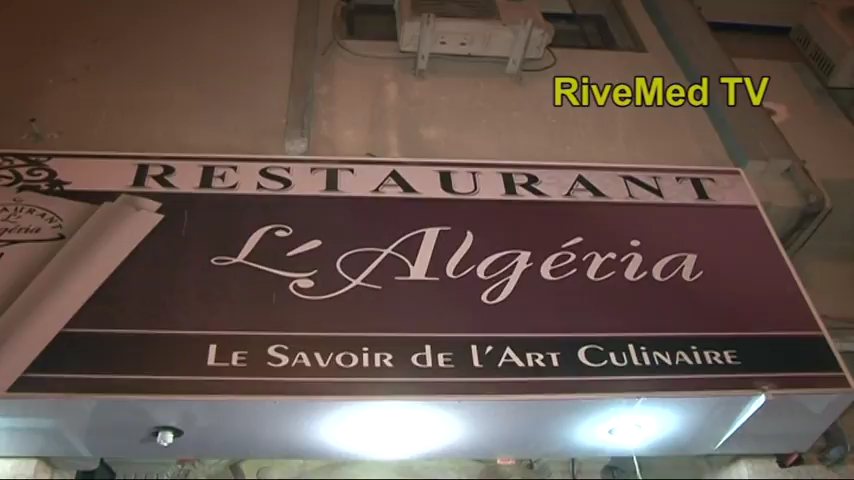 RiveMed TV
RESTAURANT
L'Algéria
Le Savoir de l'Art Culinaire